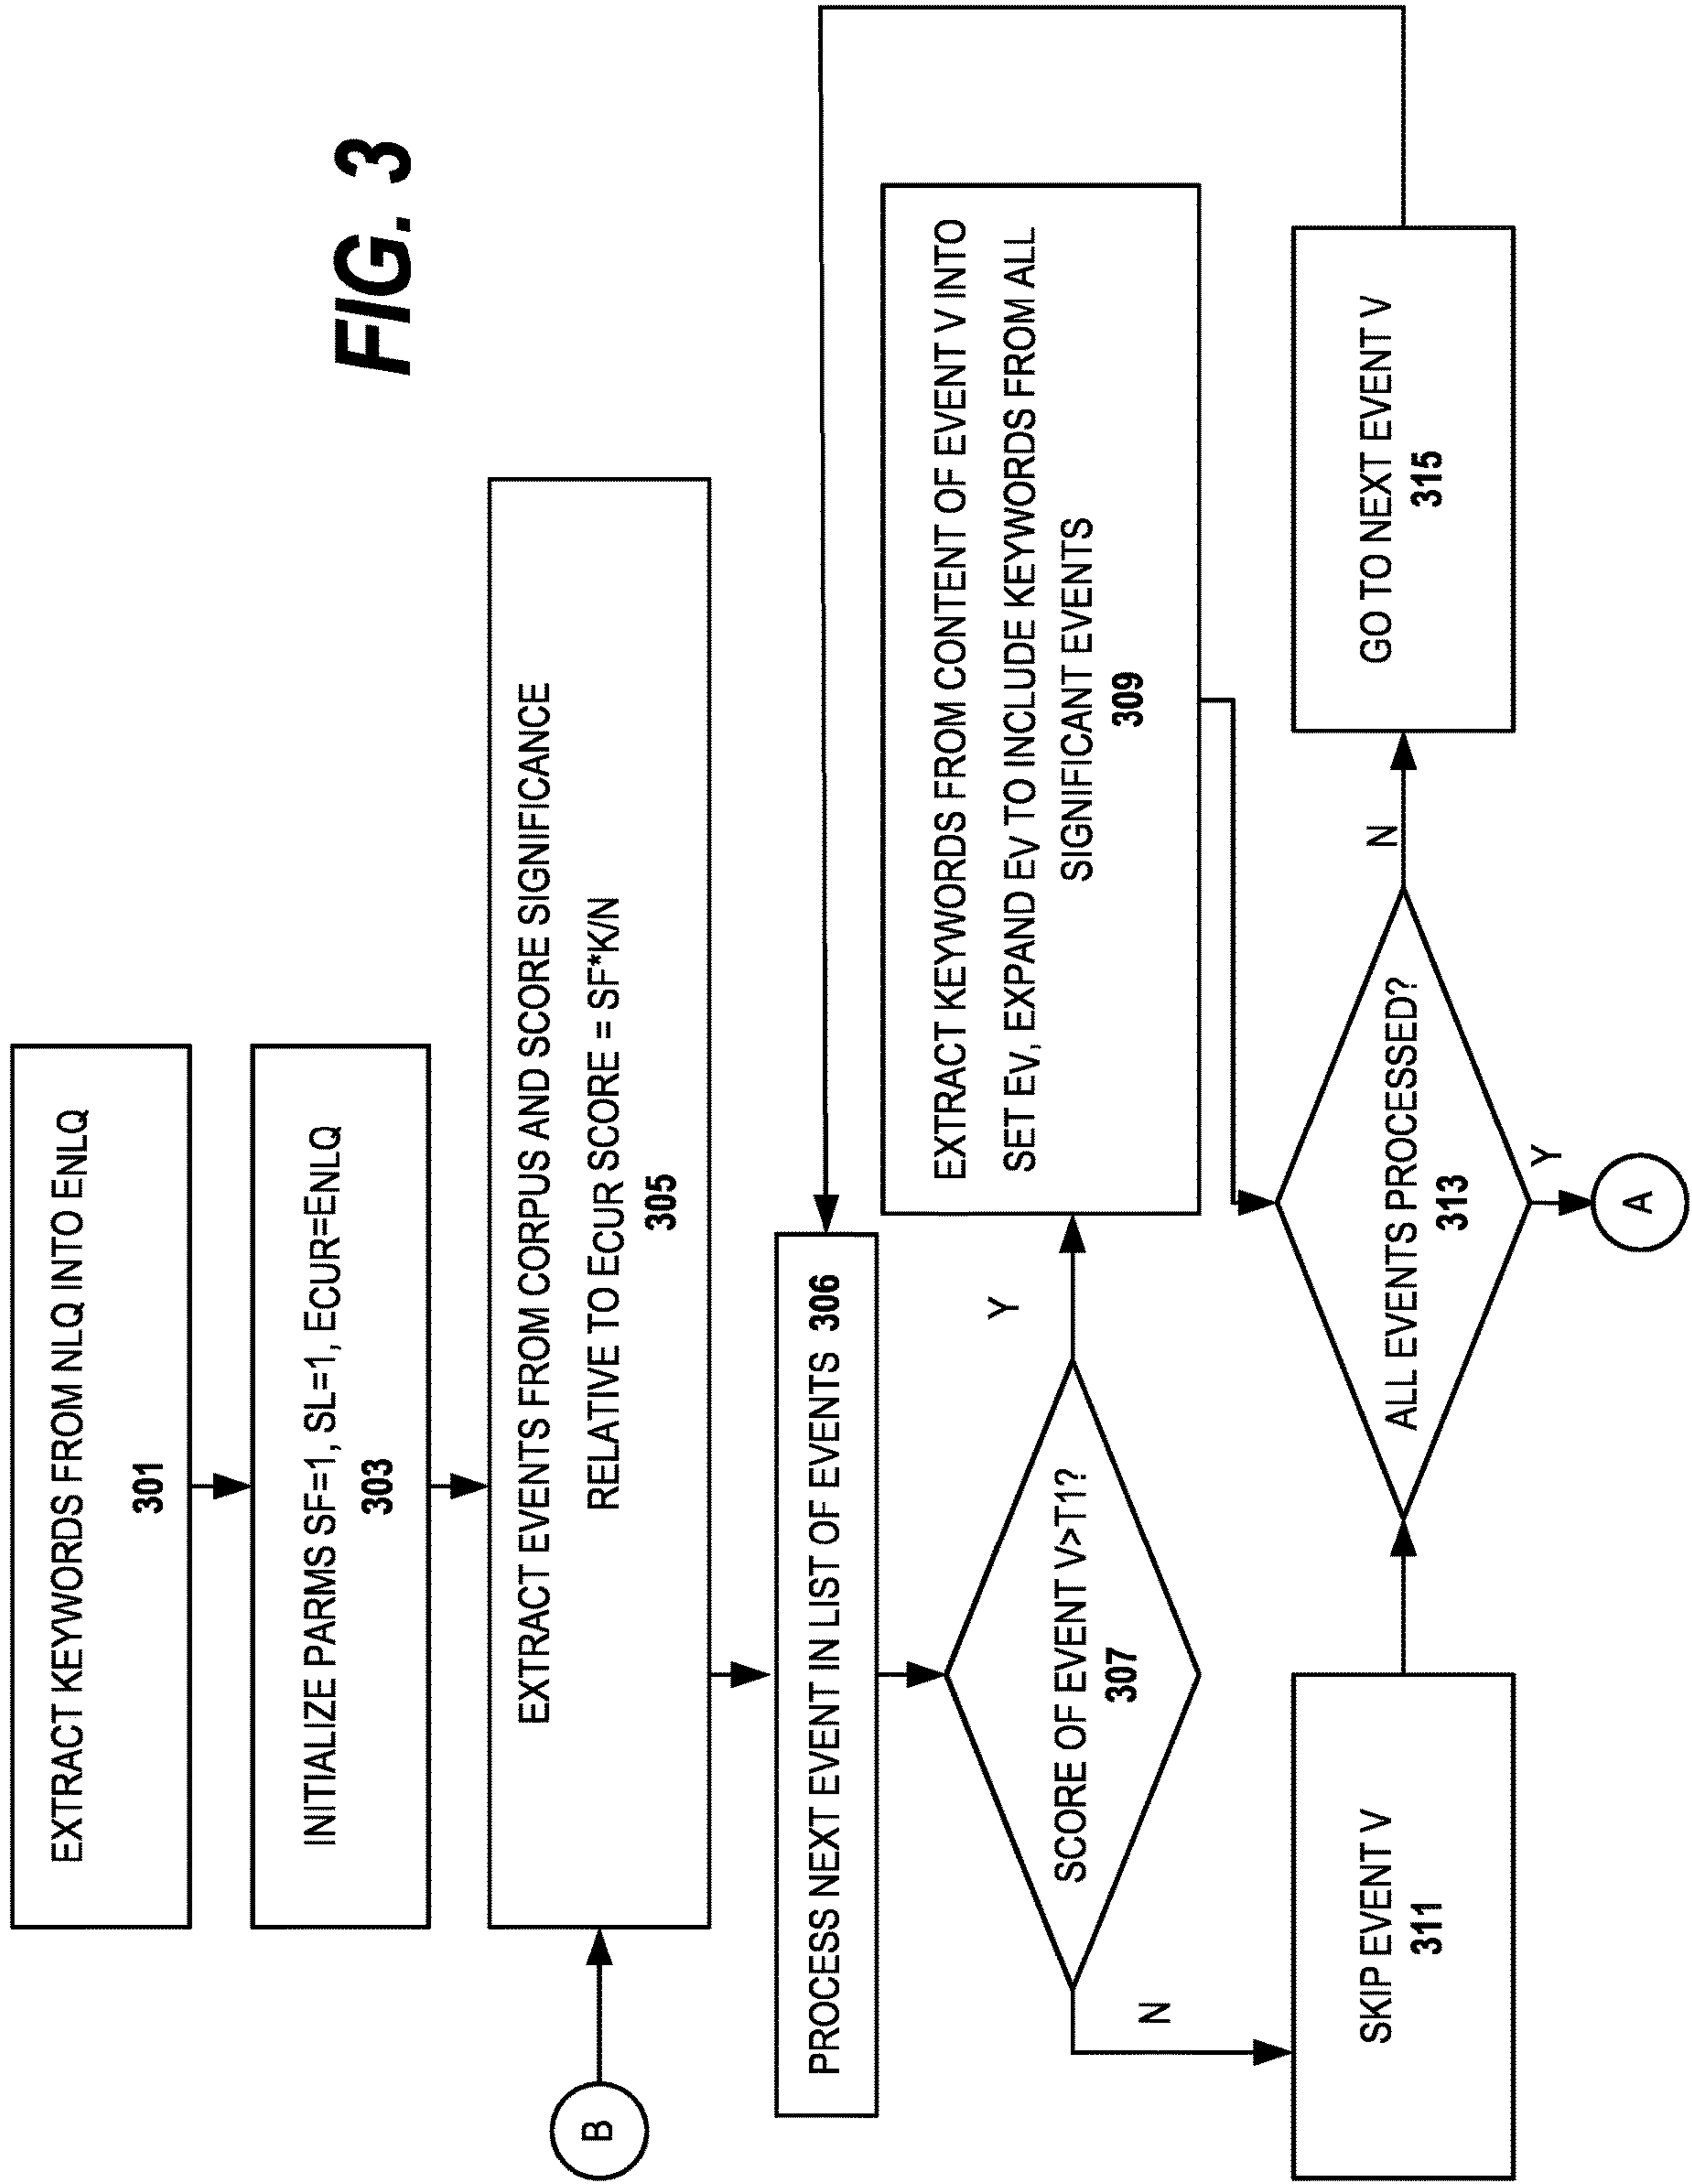 FIG. 3
EXTRACT KEYWORDS FROM NLQ INTO ENLQ
301
INITIALIZE PARMS SF=1, SL=1, ECUR=ENLQ
303
B
EXTRACT EVENTS FROM CORPUS AND SCORE SIGNIFICANCE
RELATIVE TO ECUR SCORE = SF*K/N
305
PROCESS NEXT EVENT IN LIST OF EVENTS 306
SCORE OF EVENT V>T1?
307
Y
N
EXTRACT KEYWORDS FROM CONTENT OF EVENT V INTO
SET EV, EXPAND EV TO INCLUDE KEYWORDS FROM ALL
SIGNIFICANT EVENTS
309
SKIP EVENT V
311
ALL EVENTS PROCESSED?
313
N
Y
GO TO NEXT EVENT V
315
A